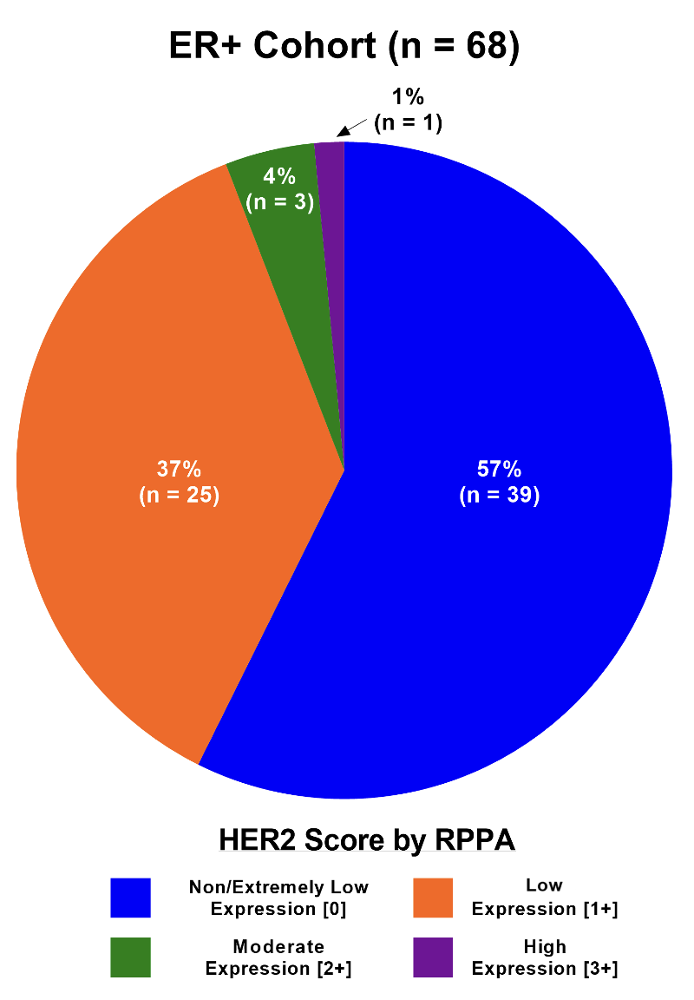 ER+ Cohort (n = 68)
1%
(n = 1)
4%
(n = 3)
37%
(n = 25)
57%
(n = 39)
HER2 Score by RPPA
Non/Extremely Low
Expression [0]
Low
Expression [1+]
Moderate
Expression [2+]
High
Expression [3+]